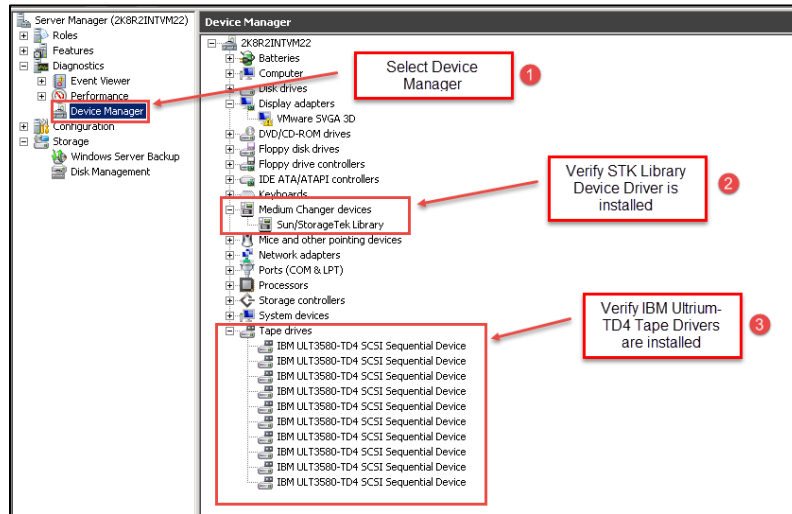 Server Manager (2K8R2INTVM22)
Roles
Features
Diagnostics
Event Viewer
Performance
Device Manager
Configuration
Storage
Windows Server Backup
Disk Management
Device Manager
2K8R2INTVM22
Batteries
Computer
Disk drives
Display adapters
VMware SVGA 3D
DVD/CD-ROM drives
Floppy disk drives
Floppy drive controllers
IDE ATA/ATAPI controllers
Keyboards
Medium Changer devices
Sun/StorageTek Library
Mice and other pointing devices
Network adapters
Ports (COM & LPT)
Processors
Storage controllers
System devices
Tape drives
IBM ULT3580-TD4 SCSI Sequential Device
IBM ULT3580-TD4 SCSI Sequential Device
IBM ULT3580-TD4 SCSI Sequential Device
IBM ULT3580-TD4 SCSI Sequential Device
IBM ULT3580-TD4 SCSI Sequential Device
IBM ULT3580-TD4 SCSI Sequential Device
IBM ULT3580-TD4 SCSI Sequential Device
IBM ULT3580-TD4 SCSI Sequential Device
IBM ULT3580-TD4 SCSI Sequential Device
IBM ULT3580-TD4 SCSI Sequential Device
Select Device
Manager
1
Verify STK Library
Device Driver is
installed
2
Verify IBM Ultrium-
TD4 Tape Drivers
are installed
3